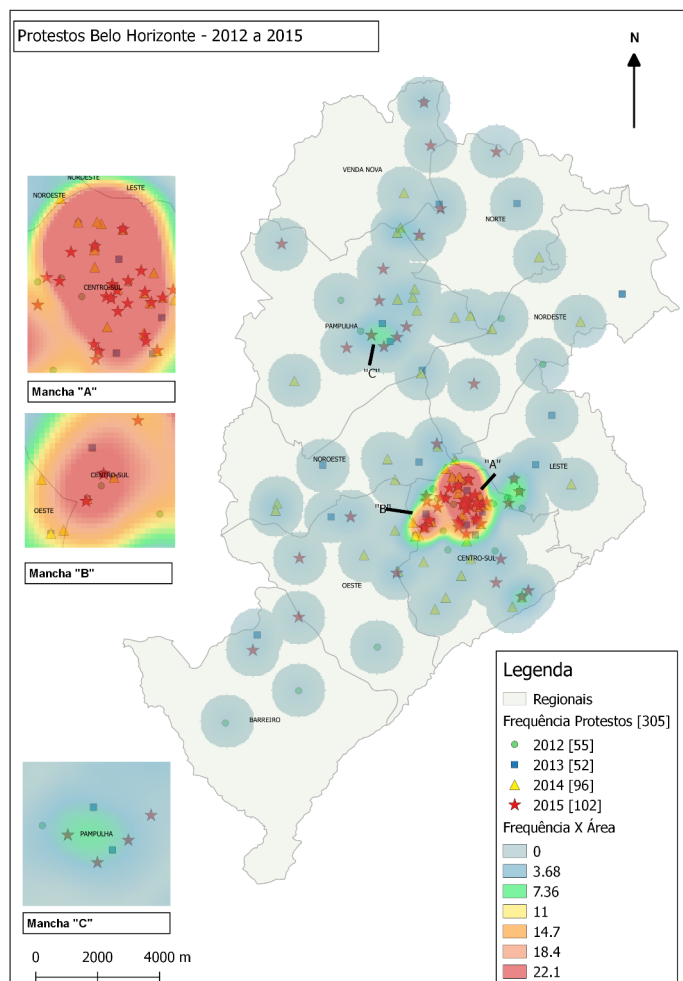 Protestos Belo Horizonte - 2012 a 2015
N
NOROESTE
LESTE
NOROESTE
CENTRO-SUL
Mancha "A"
CENTRO-SUL
OESTE
Mancha "B"
PAMPULHA
Mancha "C"
0 2000 4000 m
VENDA NOVA
NORTE
NORDESTE
PAMPULHA
"C"
NOROESTE
"A"
LESTE
"B"
CENTRO-SUL
OESTE
BARREIRO
Legenda
Regionais
Frequência Protestos [305]
2012 [55]
2013 [52]
2014 [96]
2015 [102]
Frequência X Área
0
3.68
7.36
11
14.7
18.4
22.1